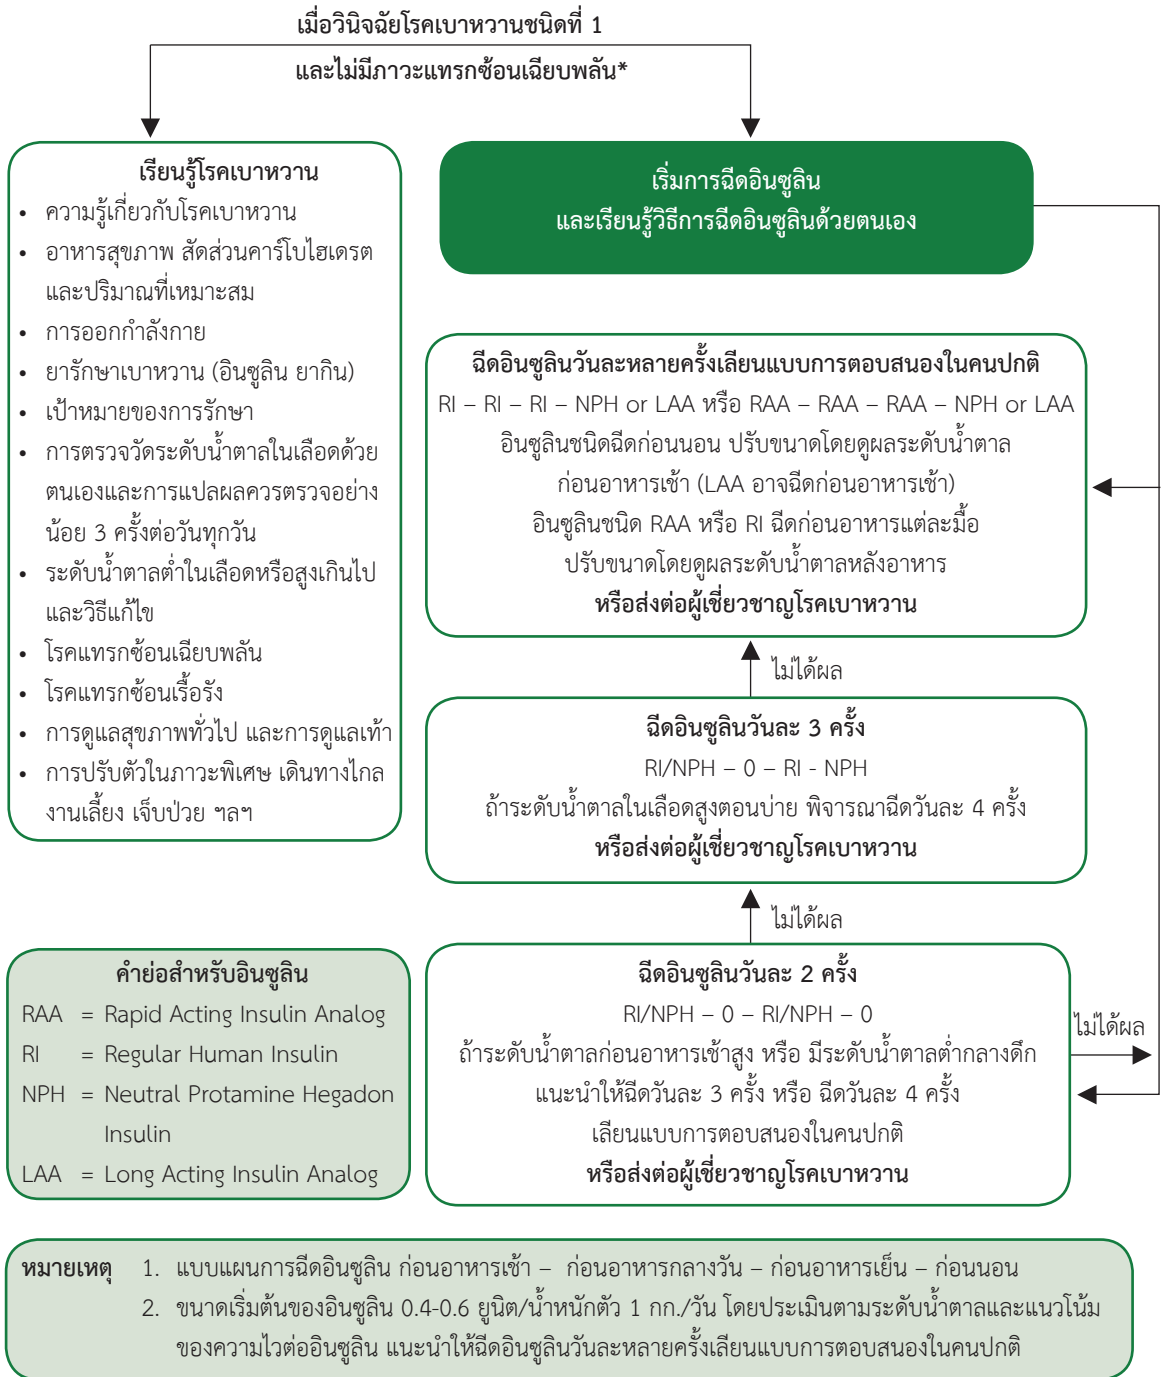 เมื่อวินิจฉัยโรคเบาหวานชนิดที่ 1
และไม่มีภาวะแทรกซ้อนเฉียบพลัน*
เรียนรู้โรคเบาหวาน
• ความรู้เกี่ยวกับโรคเบาหวาน
• อาหารสุขภาพ สัดส่วนคาร์โบไฮเดรต
และปริมาณที่เหมาะสม
• การออกกำลังกาย
• ยารักษาเบาหวาน (อินซูลิน ยากิน)
• เป้าหมายของการรักษา
• การตรวจวัดระดับน้ำตาลในเลือดด้วย
ตนเองและการแปลผลควรตรวจอย่าง
น้อย 3 ครั้งต่อวันทุกวัน
• ระดับน้ำตาลต่ำในเลือดหรือสูงเกินไป
และวิธีแก้ไข
• โรคแทรกซ้อนเฉียบพลัน
• โรคแทรกซ้อนเรื้อรัง
• การดูแลสุขภาพทั่วไป และการดูแลเท้า
• การปรับตัวในภาวะพิเศษ เดินทางไกล
งานเลี้ยง เจ็บป่วย ฯลฯ
เริ่มการฉีดอินซูลิน
และเรียนรู้วิธีการฉีดอินซูลินด้วยตนเอง
ฉีดอินซูลินวันละหลายครั้งเลียนแบบการตอบสนองในคนปกติ
RI – RI – RI – NPH or LAA หรือ RAA – RAA – RAA – NPH or LAA
อินซูลินชนิดฉีดก่อนนอน ปรับขนาดโดยดูผลระดับน้ำตาล
ก่อนอาหารเช้า (LAA อาจฉีดก่อนอาหารเช้า)
อินซูลินชนิด RAA หรือ RI ฉีดก่อนอาหารแต่ละมื้อ
ปรับขนาดโดยดูผลระดับน้ำตาลหลังอาหาร
หรือส่งต่อผู้เชี่ยวชาญโรคเบาหวาน
ไม่ได้ผล
ฉีดอินซูลินวันละ 3 ครั้ง
RI/NPH – 0 – RI - NPH
ถ้าระดับน้ำตาลในเลือดสูงตอนบ่าย พิจารณาฉีดวันละ 4 ครั้ง
หรือส่งต่อผู้เชี่ยวชาญโรคเบาหวาน
ไม่ได้ผล
ฉีดอินซูลินวันละ 2 ครั้ง
RI/NPH – 0 – RI/NPH – 0
ถ้าระดับน้ำตาลก่อนอาหารเช้าสูง หรือ มีระดับน้ำตาลต่ำกลางดึก
แนะนำให้ฉีดวันละ 3 ครั้ง หรือ ฉีดวันละ 4 ครั้ง
เลียนแบบการตอบสนองในคนปกติ
หรือส่งต่อผู้เชี่ยวชาญโรคเบาหวาน
ไม่ได้ผล
คำย่อสำหรับอินซูลิน
RAA = Rapid Acting Insulin Analog
RI = Regular Human Insulin
NPH = Neutral Protamine Hegadon
Insulin
LAA = Long Acting Insulin Analog
หมายเหตุ 1. แบบแผนการฉีดอินซูลิน ก่อนอาหารเช้า – ก่อนอาหารกลางวัน – ก่อนอาหารเย็น – ก่อนนอน
2. ขนาดเริ่มต้นของอินซูลิน 0.4-0.6 ยูนิต/น้ำหนักตัว 1 กก./วัน โดยประเมินตามระดับน้ำตาลและแนวโน้ม
ของความไวต่ออินซูลิน แนะนำให้ฉีดอินซูลินวันละหลายครั้งเลียนแบบการตอบสนองในคนปกติ